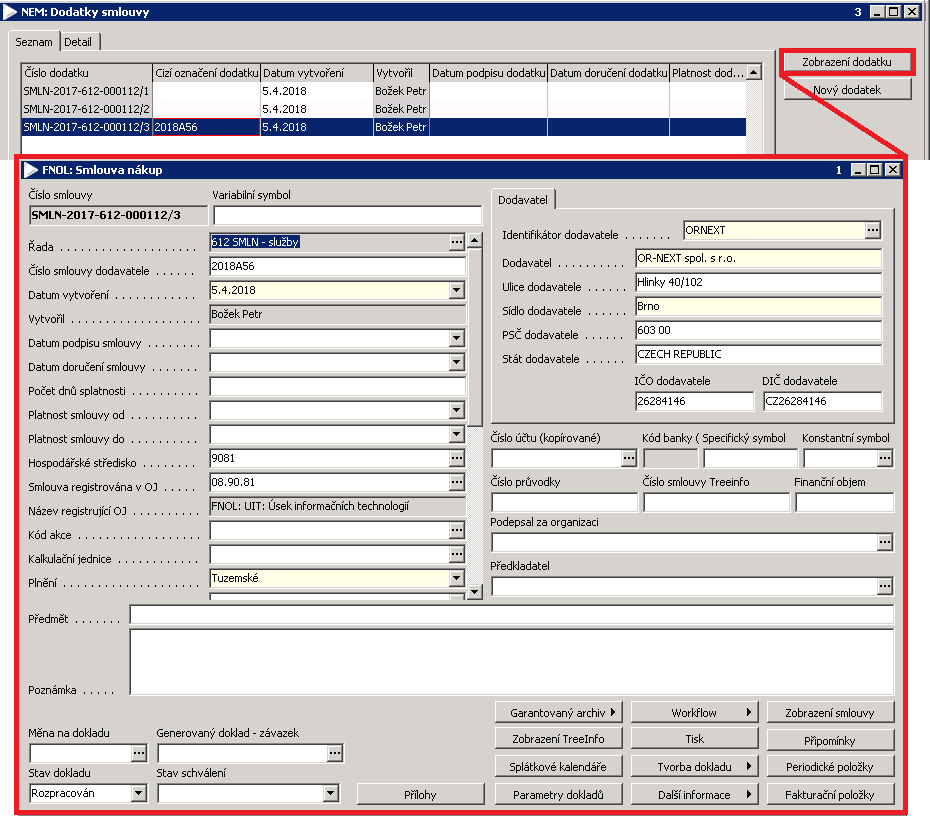 NEM: Dodatky smlouvy 3
Seznam Detail
Číslo dodatku Cizí označení dodatku Datum vytvoření Vytvořil Datum podpisu dodatku Datum doručení dodatku Platnost dod...
SMLN-2017-612-000112/1 5.4.2018 Božek Petr
SMLN-2017-612-000112/2 5.4.2018 Božek Petr
SMLN-2017-612-000112/3 2018A56 5.4.2018 Božek Petr
Zobrazení dodatku
Nový dodatek
FNOL: Smlouva nákup 1
Číslo smlouvy Variabilní symbol
SMLN-2017-612-000112/3
Řada . . . . . . . . . . . . . . . . . 612 SMLN - služby
Číslo smlouvy dodavatele . . . . . . 2018A56
Datum vytvoření . . . . . . . . . . . . 5.4.2018
Vytvořil . . . . . . . . . . . . . . . . Božek Petr
Datum podpisu smlouvy . . . . . . . .
Datum doručení smlouvy . . . . . . .
Počet dnů splatnosti . . . . . . . . . .
Platnost smlouvy od . . . . . . . . . .
Platnost smlouvy do . . . . . . . . . .
Hospodářské středisko . . . . . . . . 9081
Smlouva registrována v OJ . . . . . 08.90.81
Název registrující OJ . . . . . . . . . . FNOL: UIT: Úsek informačních technologií
Kód akce . . . . . . . . . . . . . . .
Kalkulační jednice . . . . . . . . . . . .
Plnění . . . . . . . . . . . . . . . . . Tuzemské
Dodavatel
Identifikátor dodavatele . . . . . . . ORNEXT
Dodavatel . . . . . . . . . . OR-NEXT spol. s r.o.
Ulice dodavatele . . . . . . Hlinky 40/102
Sídlo dodavatele . . . . . . Brno
PSČ dodavatele . . . . . . 603 00
Stát dodavatele . . . . . . CZECH REPUBLIC
IČO dodavatele DIČ dodavatele
26284146 CZ26284146
Číslo účtu (kopírované) Kód banky ( Specifický symbol Konstantní symbol
Číslo průvodky Číslo smlouvy Treeinfo Finanční objem
Podepsal za organizaci
Předkladatel
Předmět . . . . . . .
Poznámka . . . . .
Garantovaný archiv Workflow Zobrazení smlouvy
Zobrazení TreeInfo Tisk Připomínky
Splátkové kalendáře Tvorba dokladu Periodické položky
Parametry dokladů Další informace Fakturační položky
Měna na dokladu Generovaný doklad - závazek
Stav dokladu Stav schválení
Rozpracován Přílohy